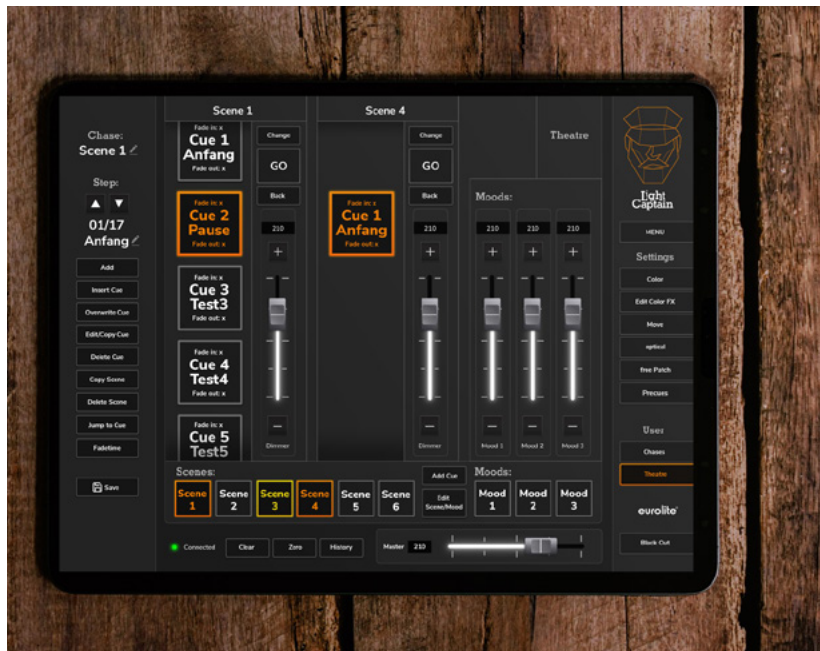 Chase:
Scene 1
Step:
01/17
Anfang
Add
Insert Cue
Overwrite Cue
Edit/Copy Cue
Delete Cue
Copy Scene
Delete Scene
Jump to Cue
Fadetime
Save
Scene 1
Fade in: x
Cue 1
Anfang
Fade out: x
Fade in: x
Cue 2
Pause
Fade out: x
Fade in: x
Cue 3
Test3
Fade out: x
Fade in: x
Cue 4
Test4
Fade out: x
Fade in: x
Cue 5
Test5
Change
GO
Back
210
+
−
Dimmer
Scene 4
Fade in: x
Cue 1
Anfang
Fade out: x
Change
GO
Back
210
+
−
Dimmer
Theatre
Moods:
210 210 210
+ + +
− − −
Mood 1 Mood 2 Mood 3
Scenes:
Scene 1
Scene 2
Scene 3
Scene 4
Scene 5
Scene 6
Add Cue
Edit
Scene/Mood
Moods:
Mood 1
Mood 2
Mood 3
Connected
Clear
Zero
History
Master 210
Light
Captain
MENU
Settings
Color
Edit Color FX
Move
optical
free Patch
Precues
User
Chases
Theatre
eurolite
Black Out